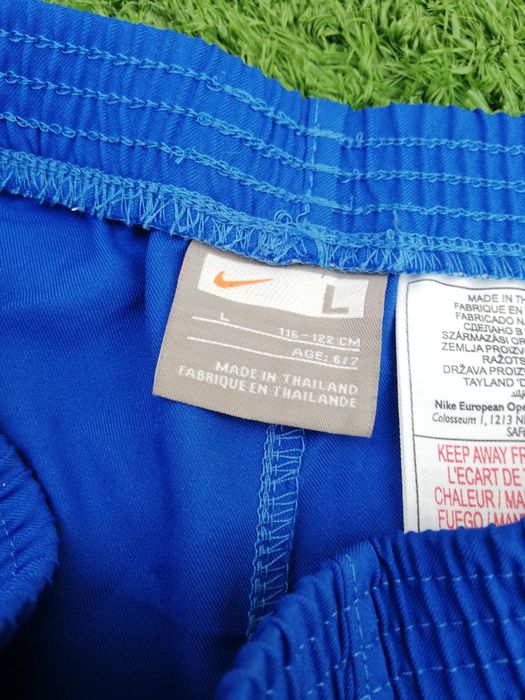 L
L
116-122 CM
AGE: 6/7
MADE IN THAILAND
FABRIQUE EN THAILANDE
MADE IN TH
FABRIQUE EN
FABRICADO
СДЕЛАНО В
SZÁRMAZÁSI OR
ZEMLJA PROIZV
RAŽOTS
DRŽAVA PROIZ
TAYLAND
Nike European Ope
Colosseum 1, 1213 N
KEEP AWAY FR
L'ECART DE
CHALEUR / MA
FUEGO / MAN